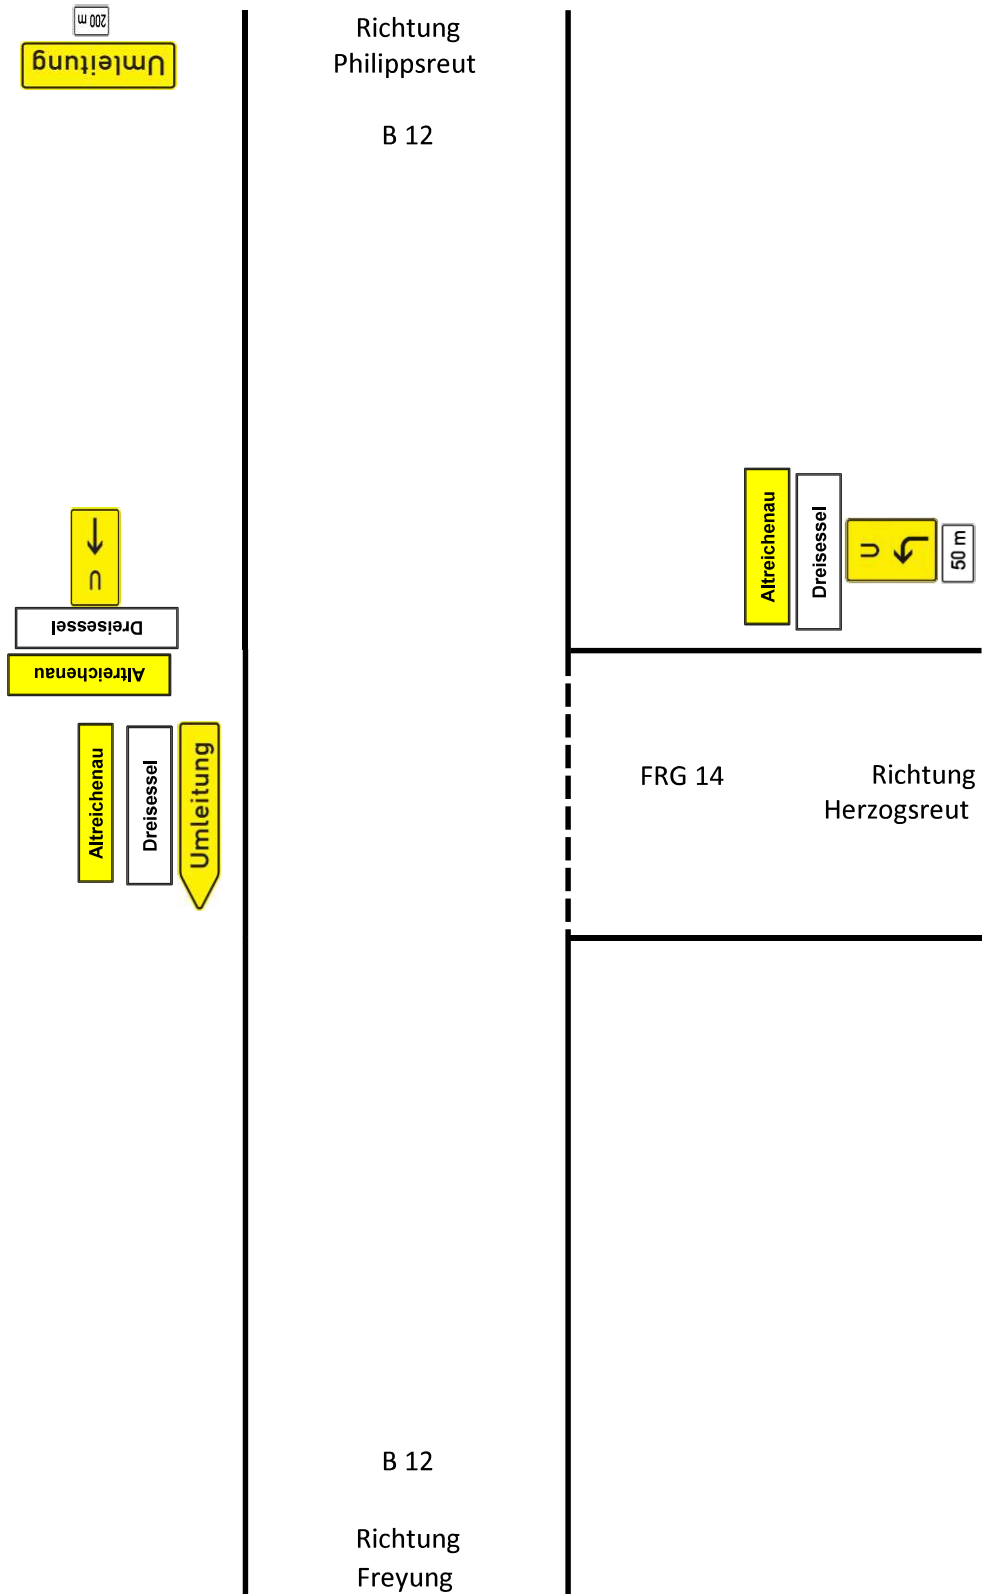 200 m
Umleitung
Richtung
Philippsreut
B 12
U
Dreisessel
Altreichenau
Altreichenau
Dreisessel
U
50 m
Altreichenau
Dreisessel
Umleitung
FRG 14
Richtung
Herzogsreut
B 12
Richtung
Freyung